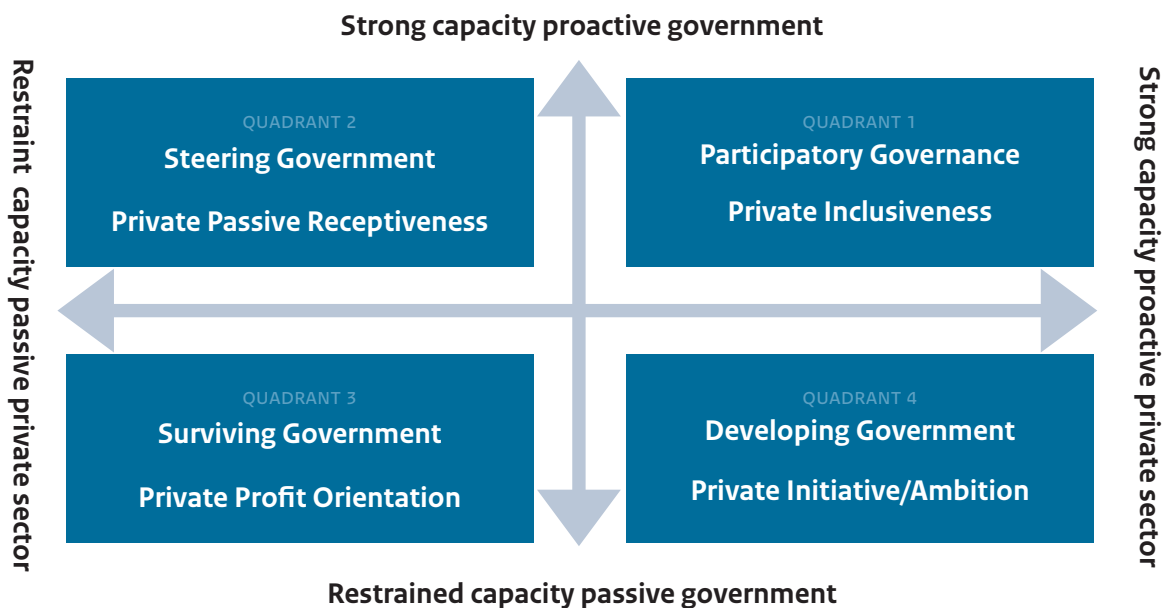 Strong capacity proactive government
Restraint capacity passive private sector
QUADRANT 2
Steering Government
Private Passive Receptiveness
QUADRANT 1
Participatory Governance
Private Inclusiveness
Strong capacity proactive private sector
QUADRANT 3
Surviving Government
Private Profit Orientation
QUADRANT 4
Developing Government
Private Initiative/Ambition
Restrained capacity passive government